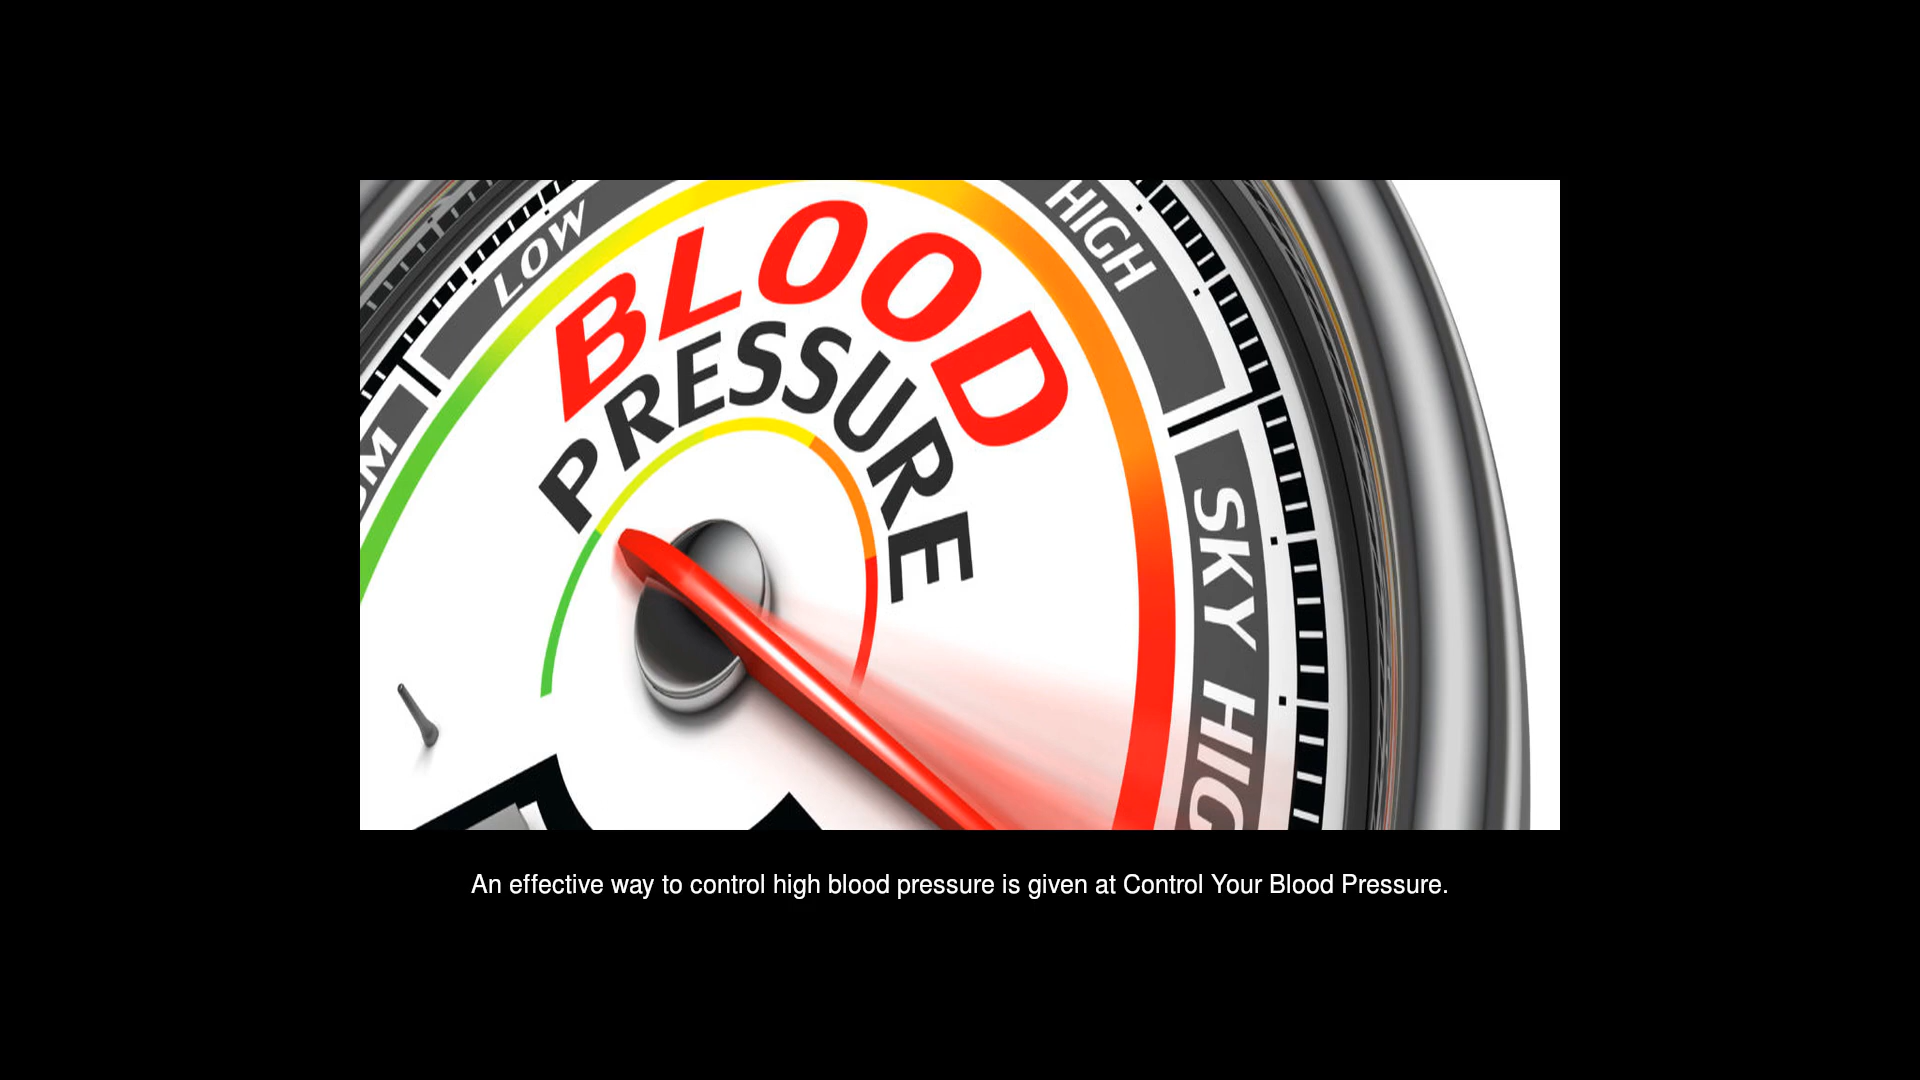 LOW
HIGH
BLOOD
PRESSURE
SKY HIG
An effective way to control high blood pressure is given at Control Your Blood Pressure.